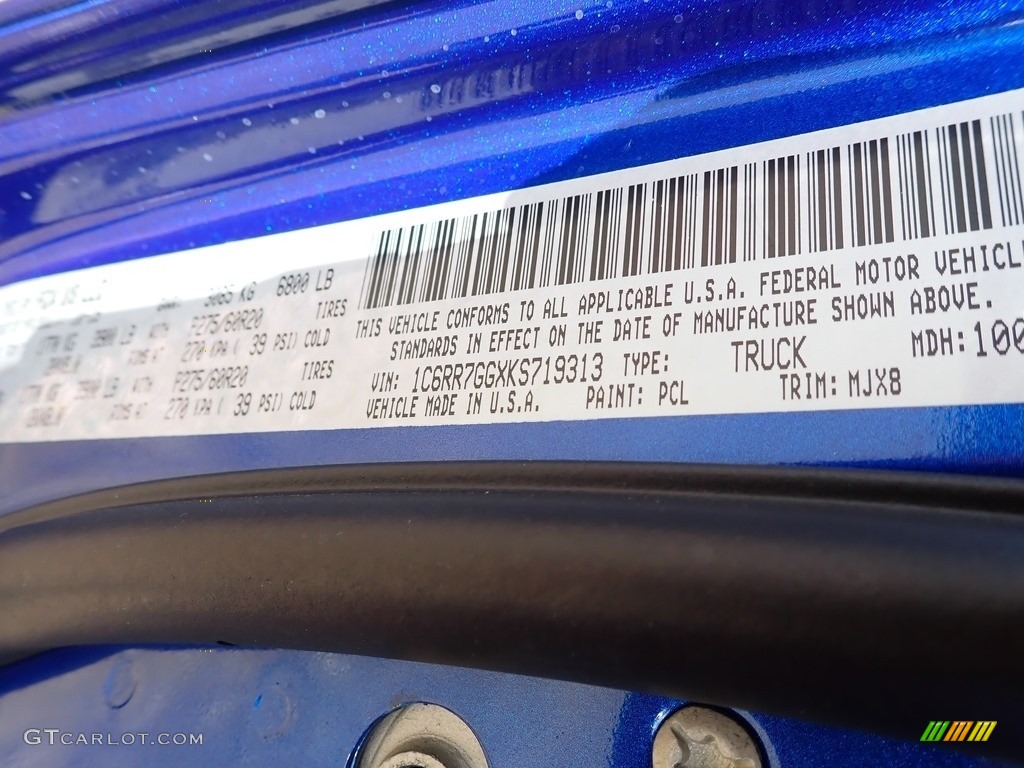 3085 KG 6800 LB
P275/60R20 TIRES
270 KPA ( 39 PSI) COLD
P275/60R20 TIRES
270 KPA ( 39 PSI) COLD
THIS VEHICLE CONFORMS TO ALL APPLICABLE U.S.A. FEDERAL MOTOR VEHICL
STANDARDS IN EFFECT ON THE DATE OF MANUFACTURE SHOWN ABOVE.
VIN: 1C6RR7GGXKS719313 TYPE: TRUCK MDH: 100
VEHICLE MADE IN U.S.A. PAINT: PCL TRIM: MJX8
GTCARLOT.COM